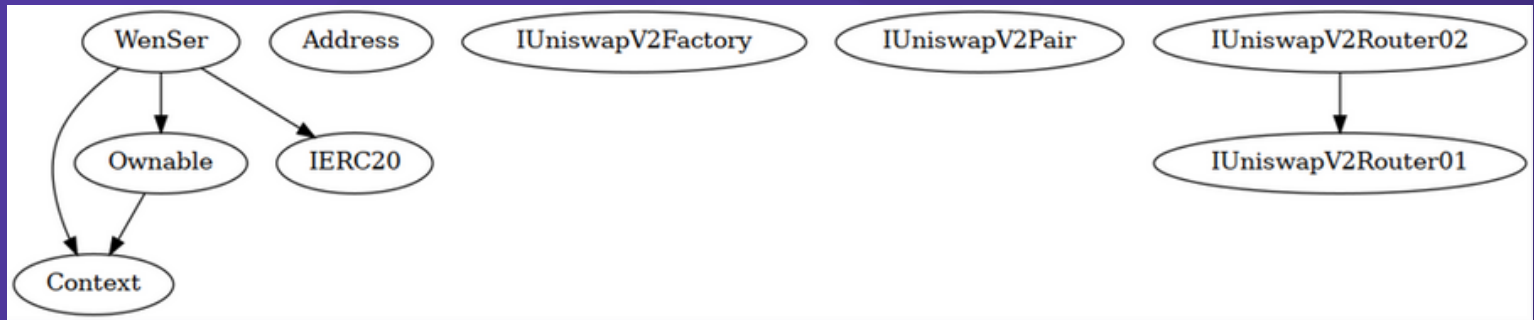 WenSer
Address
IUniswapV2Factory
IUniswapV2Pair
IUniswapV2Router02
Ownable
IERC20
IUniswapV2Router01
Context